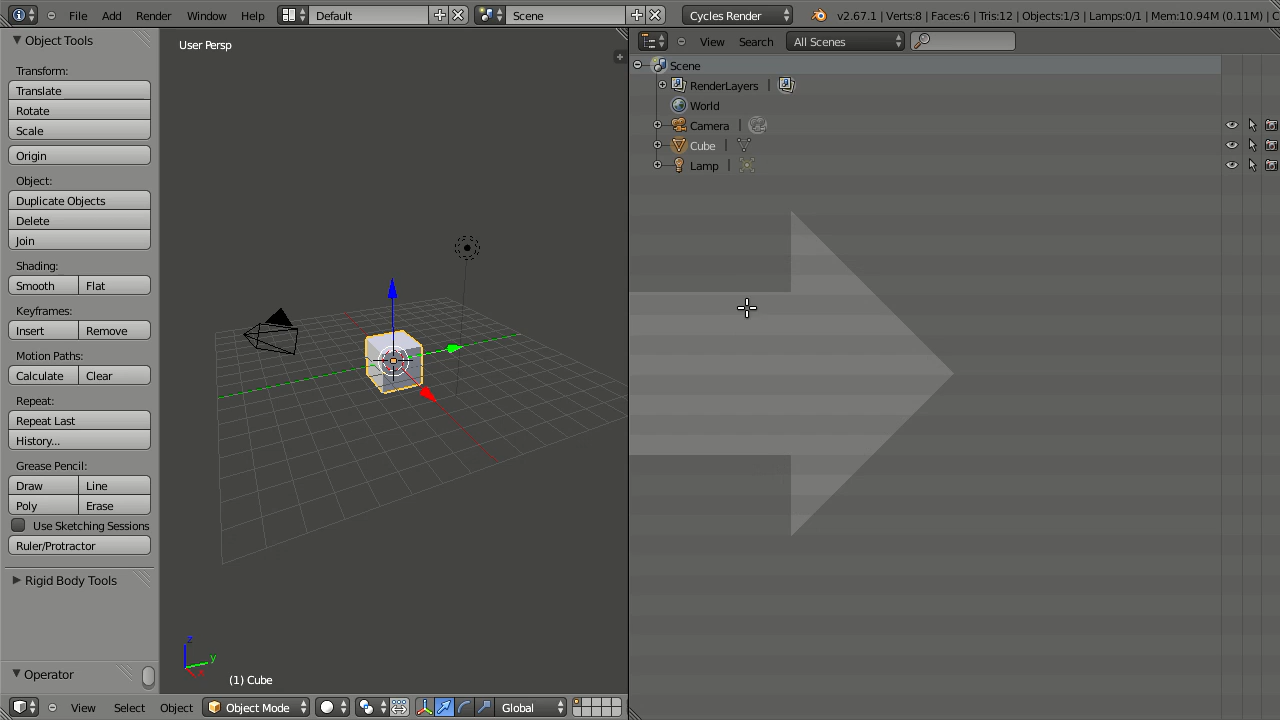 File Add Render Window Help Default Scene Cycles Render v2.67.1 | Verts:8 | Faces:6 | Tris:12 | Objects:1/3 | Lamps:0/1 | Mem:10.94M (0.11M) | C
Object Tools
Transform:
Translate
Rotate
Scale
Origin
Object:
Duplicate Objects
Delete
Join
Shading:
Smooth Flat
Keyframes:
Insert Remove
Motion Paths:
Calculate Clear
Repeat:
Repeat Last
History...
Grease Pencil:
Draw Line
Poly Erase
Use Sketching Sessions
Ruler/Protractor
Rigid Body Tools
Operator
User Persp
z
y
x
(1) Cube
View Select Object Object Mode Global
View Search All Scenes
Scene
RenderLayers |
World
Camera |
Cube |
Lamp |